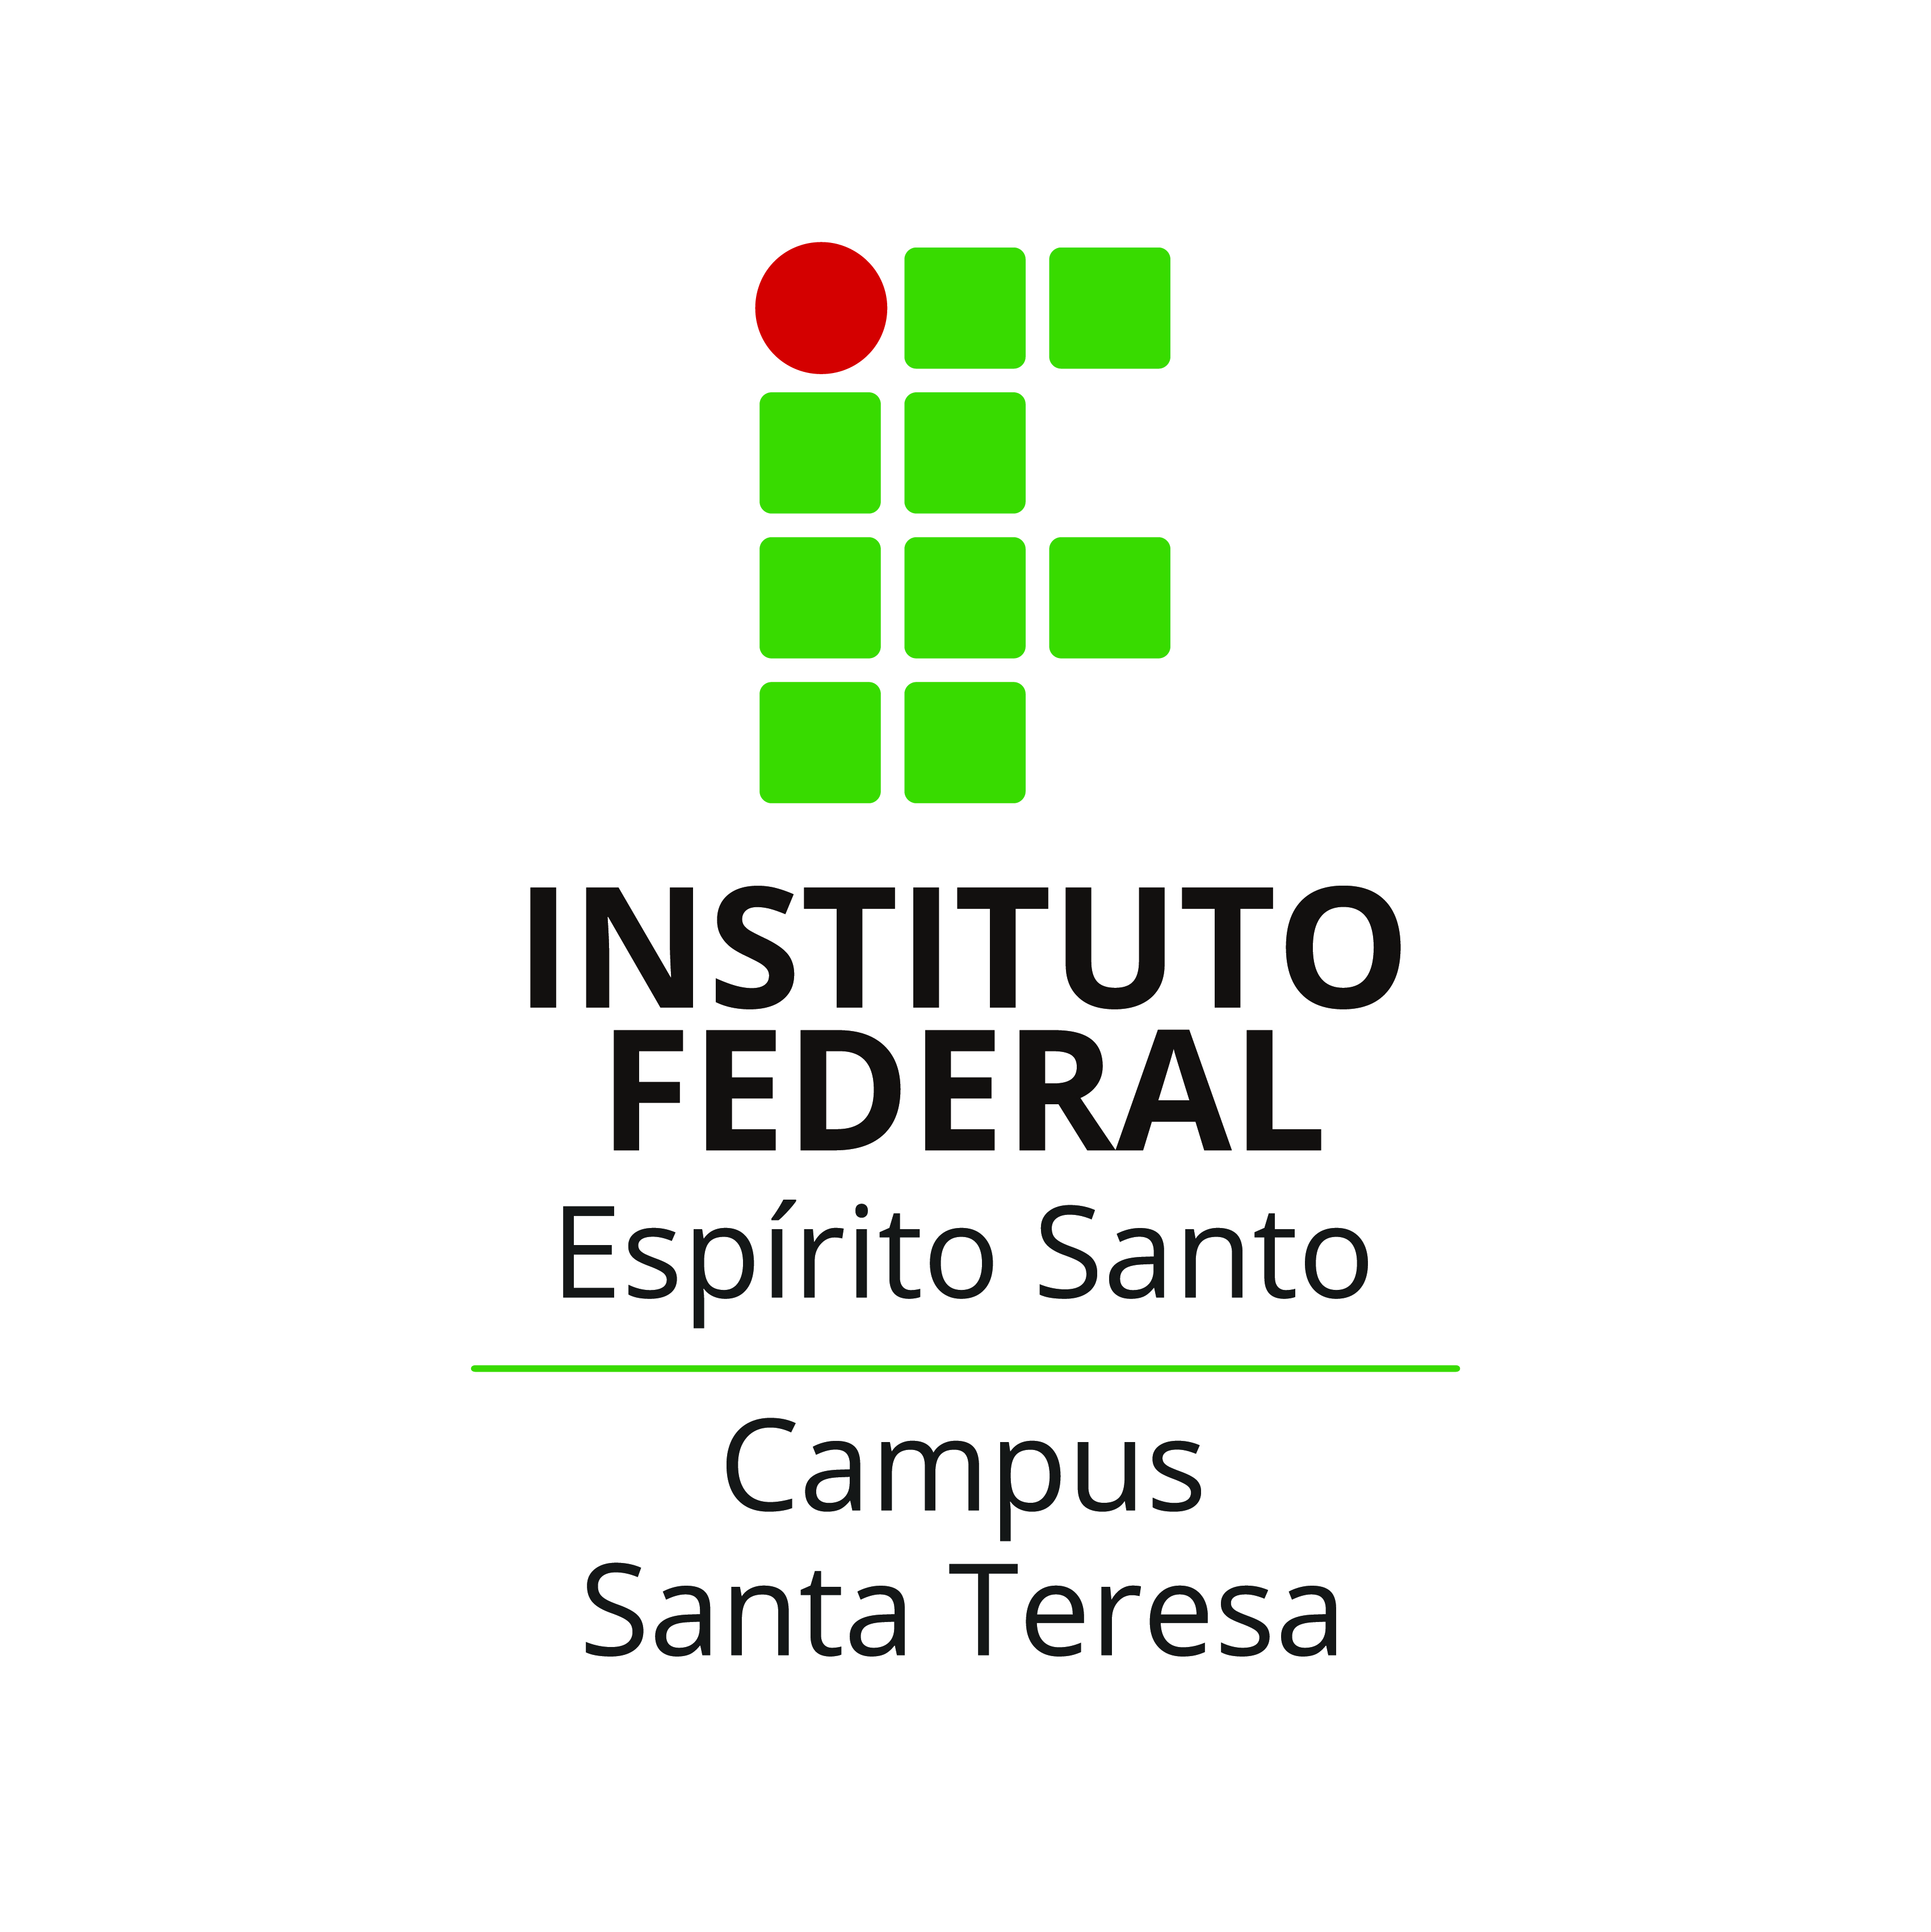 INSTITUTO
FEDERAL
Espírito Santo
Campus
Santa Teresa